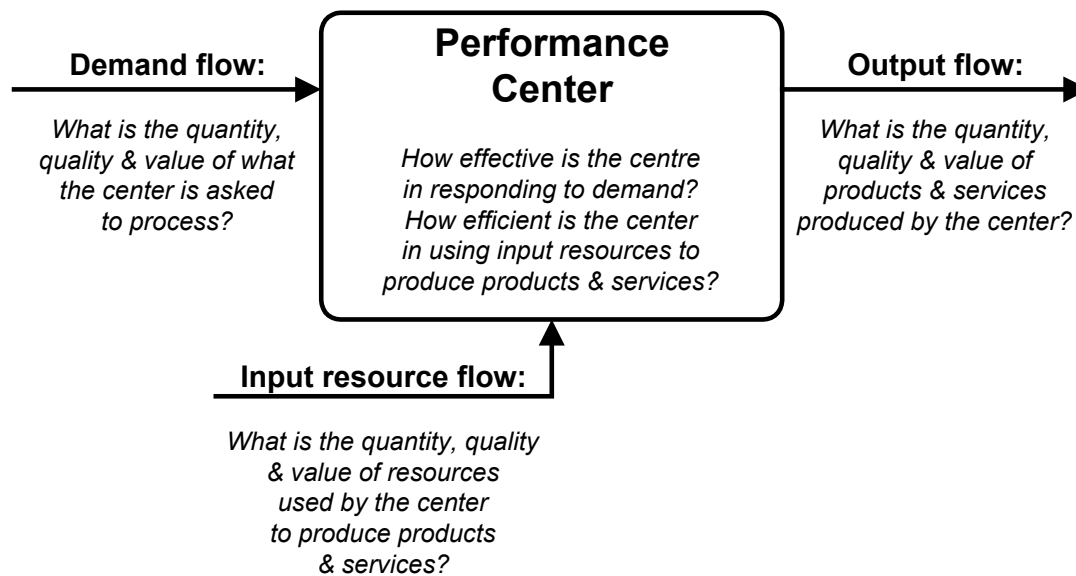 Demand flow:
What is the quantity,
quality & value of what
the center is asked
to process?
Performance
Center
How effective is the centre
in responding to demand?
How efficient is the center
in using input resources to
produce products & services?
Output flow:
What is the quantity,
quality & value of
products & services
produced by the center?
Input resource flow:
What is the quantity, quality
& value of resources
used by the center
to produce products
& services?